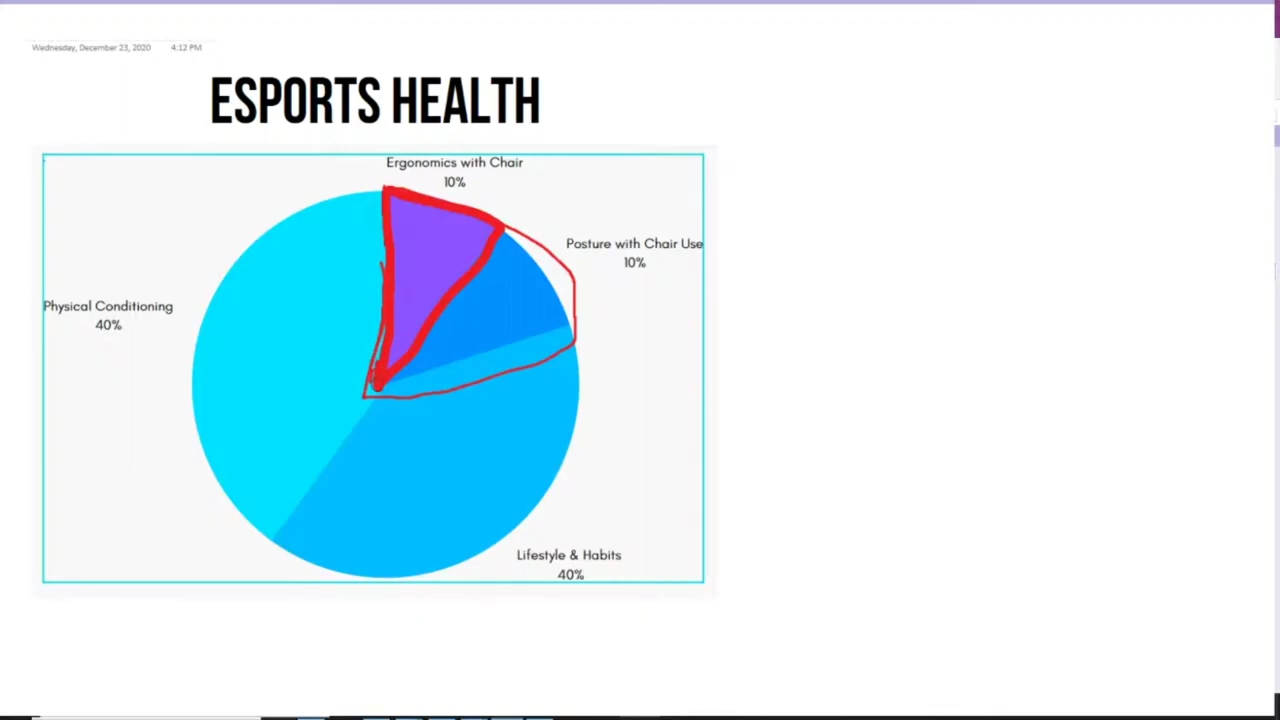 Wednesday, December 23, 2020 4:12 PM
ESPORTS HEALTH
Ergonomics with Chair
10%
Posture with Chair Use
10%
Physical Conditioning
40%
Lifestyle & Habits
40%